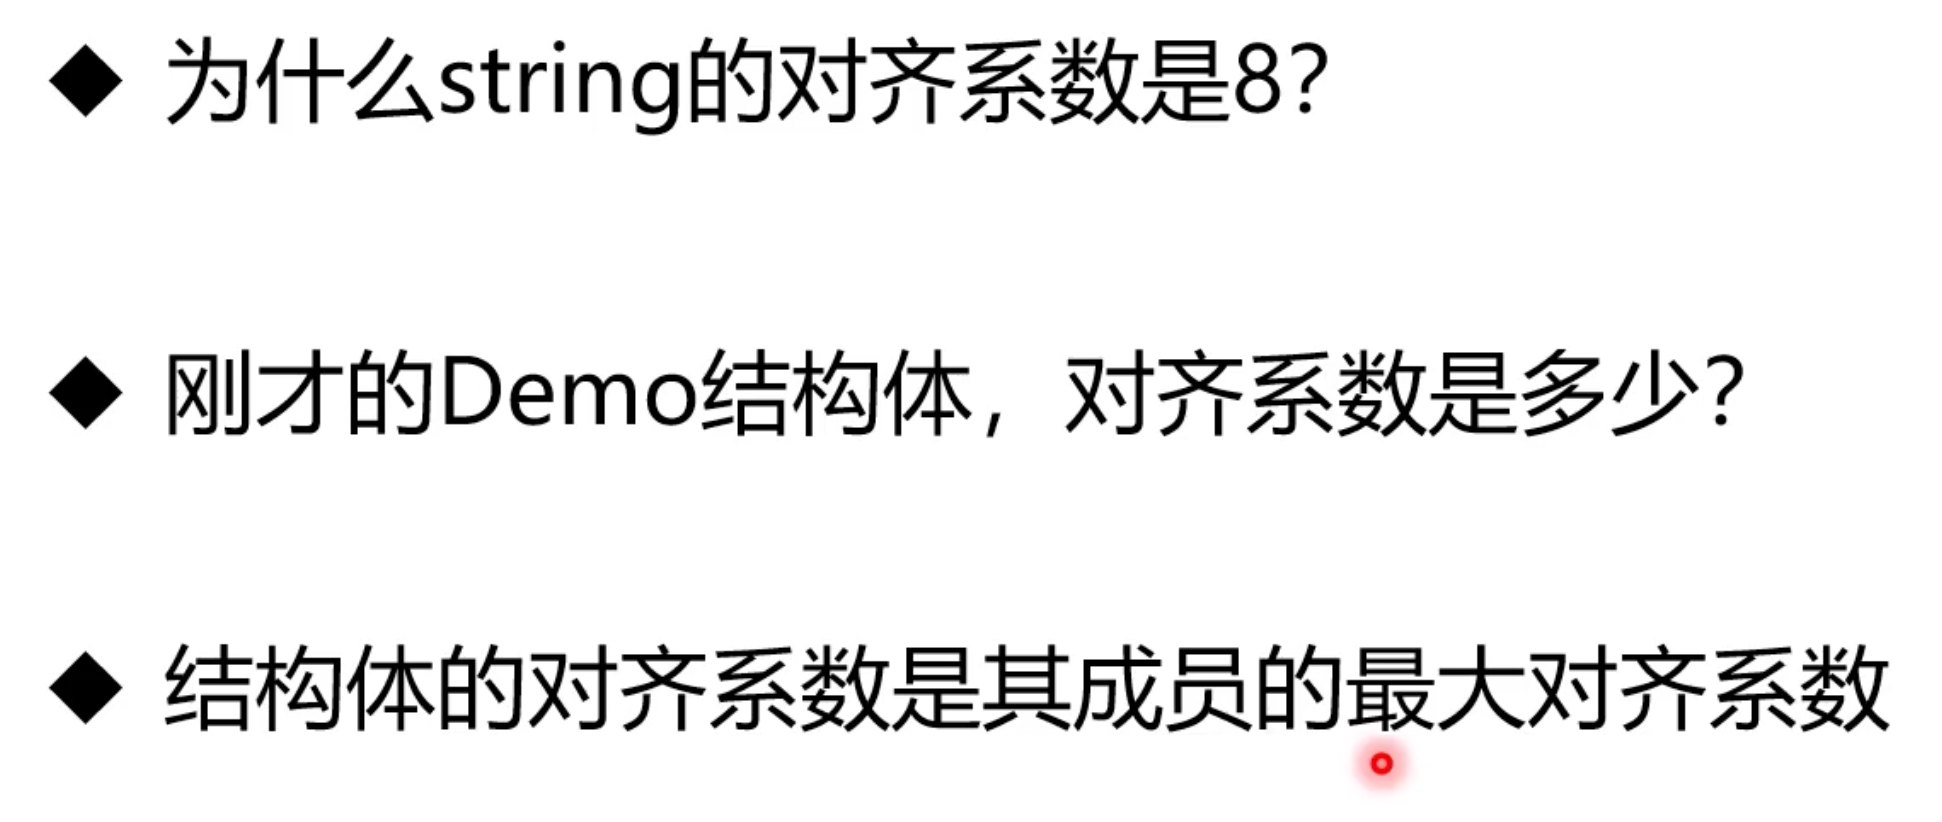 ◆ 为什么string的对齐系数是8？
◆ 刚才的Demo结构体，对齐系数是多少？
◆ 结构体的对齐系数是其成员的最大对齐系数